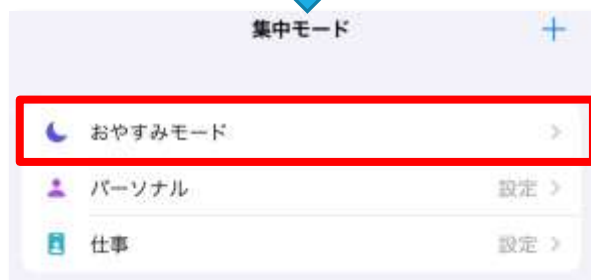 集中モード
おやすみモード
パーソナル 設定
仕事 設定